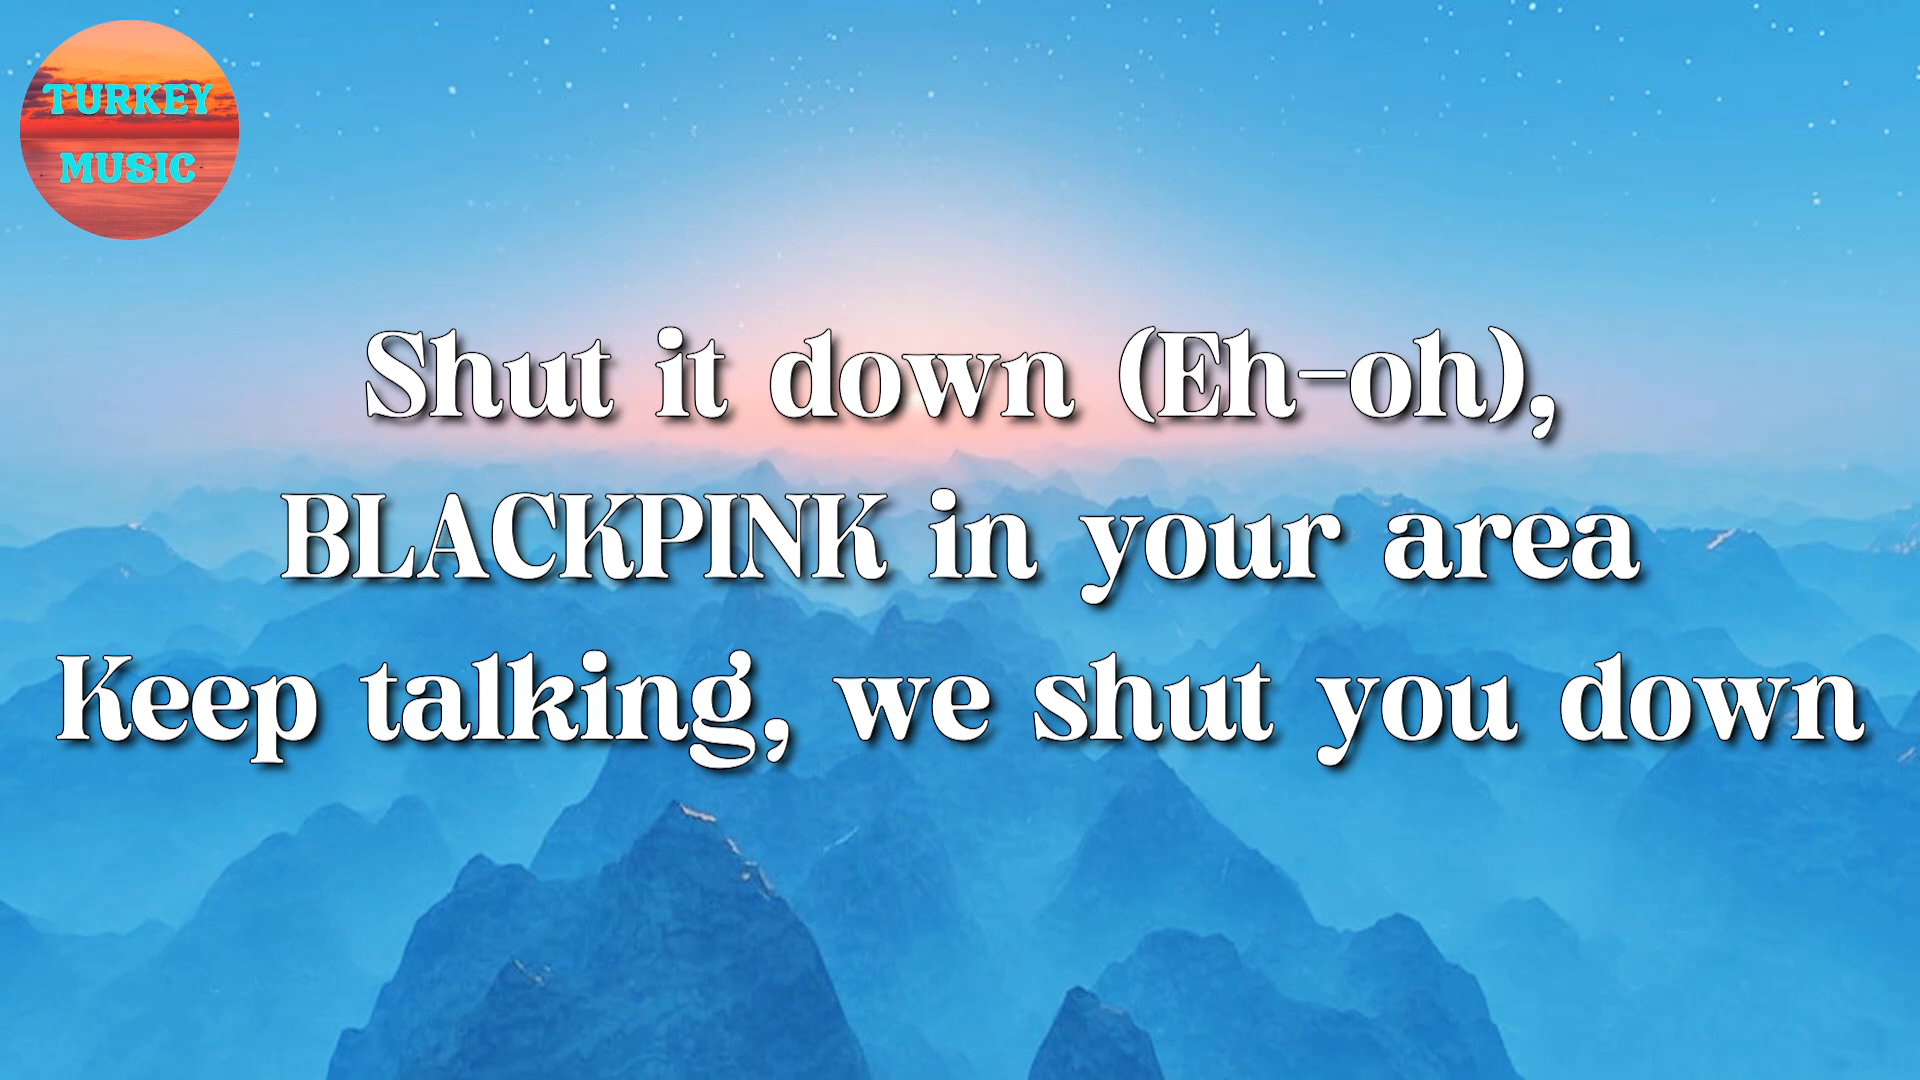 TURKEY
MUSIC
Shut it down (Eh-oh),
BLACKPINK in your area
Keep talking, we shut you down